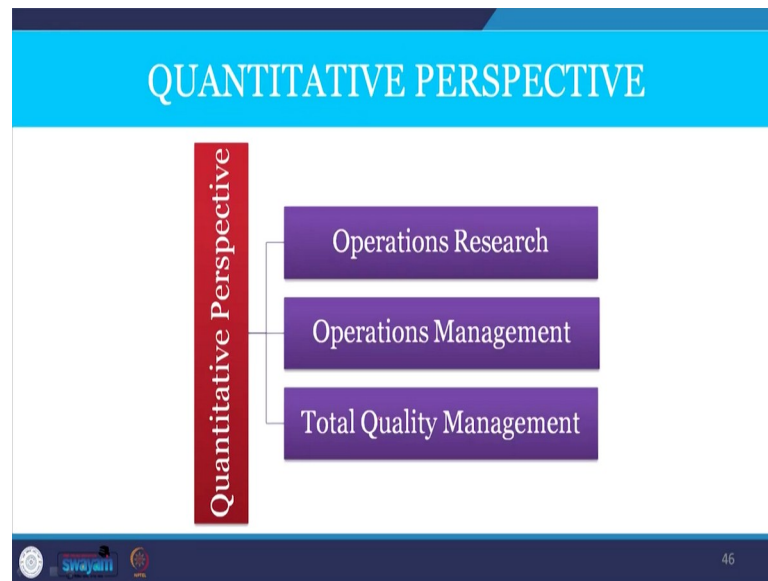 QUANTITATIVE PERSPECTIVE
Quantitative Perspective
Operations Research
Operations Management
Total Quality Management
swayam
46